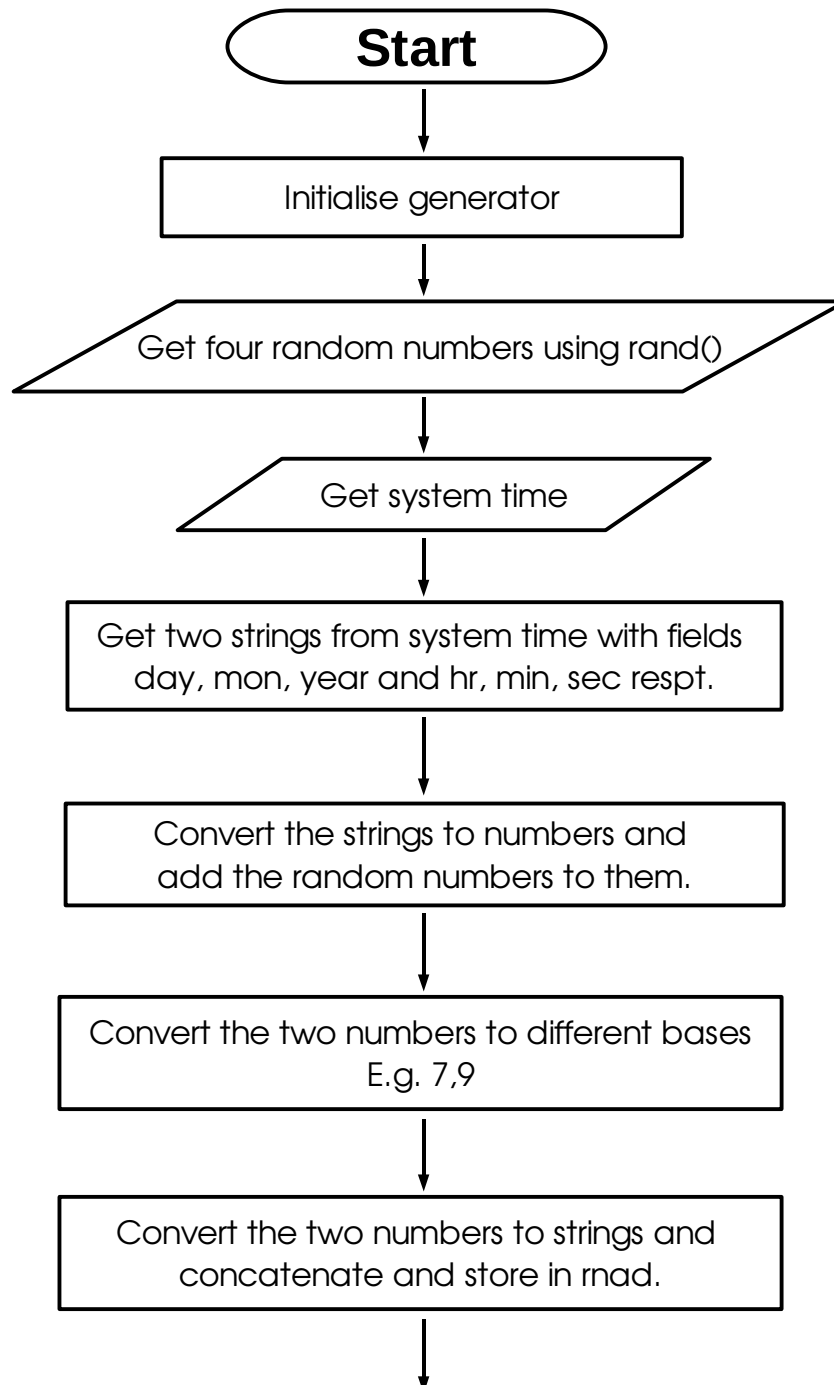 Start
Initialise generator
Get four random numbers using rand()
Get system time
Get two strings from system time with fields
day, mon, year and hr, min, sec respt.
Convert the strings to numbers and
add the random numbers to them.
Convert the two numbers to different bases
E.g. 7,9
Convert the two numbers to strings and
concatenate and store in rnad.